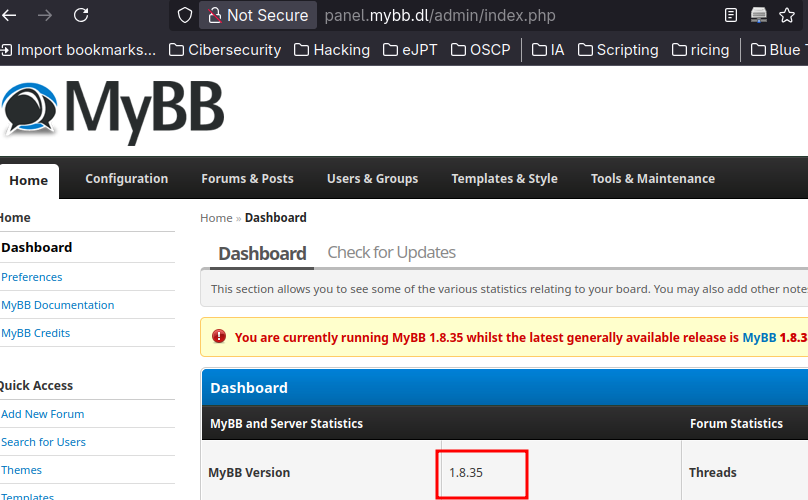 Not Secure panel.mybb.dl/admin/index.php
Import bookmarks... Cibersecurity Hacking eJPT OSCP IA Scripting ricing Blue
MyBB
Home Configuration Forums & Posts Users & Groups Templates & Style Tools & Maintenance
Home
Home » Dashboard
Dashboard
Dashboard Check for Updates
Preferences
This section allows you to see some of the various statistics relating to your board. You may also add other note
MyBB Documentation
MyBB Credits
You are currently running MyBB 1.8.35 whilst the latest generally available release is MyBB 1.8.3
Quick Access
Dashboard
Add New Forum
MyBB and Server Statistics Forum Statistics
Search for Users
Themes
MyBB Version 1.8.35 Threads
Templates